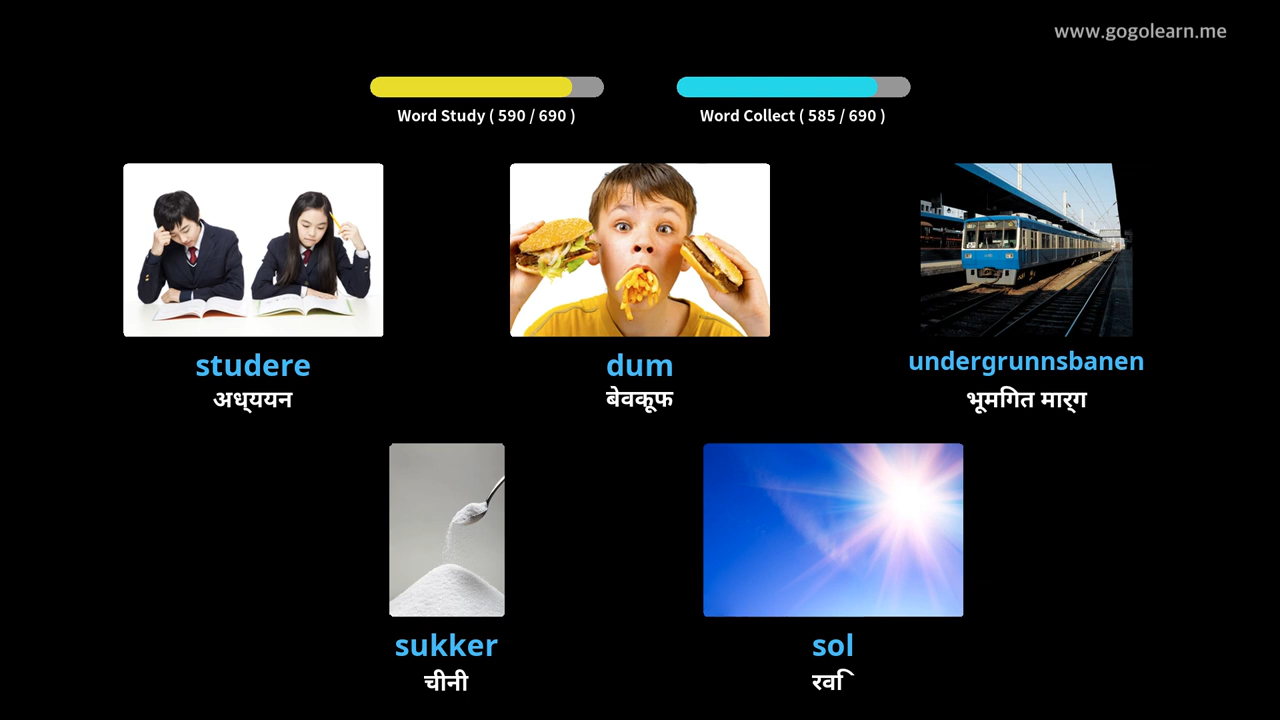 www.gogolearn.me
Word Study ( 590 / 690 )
Word Collect ( 585 / 690 )
studere
अध्ययन
dum
बेवकूफ
undergrunnsbanen
भूमिगत मार्ग
sukker
चीनी
sol
रवि